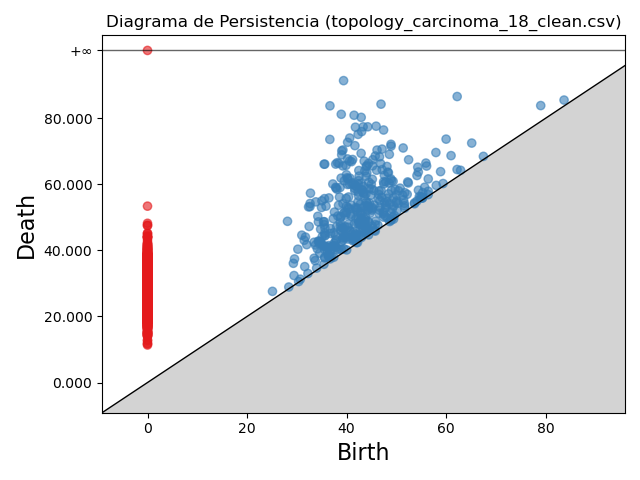 Diagrama de Persistencia (topology_carcinoma_18_clean.csv)
+∞
80.000
60.000
40.000
20.000
0.000
Death
0 20 40 60 80
Birth